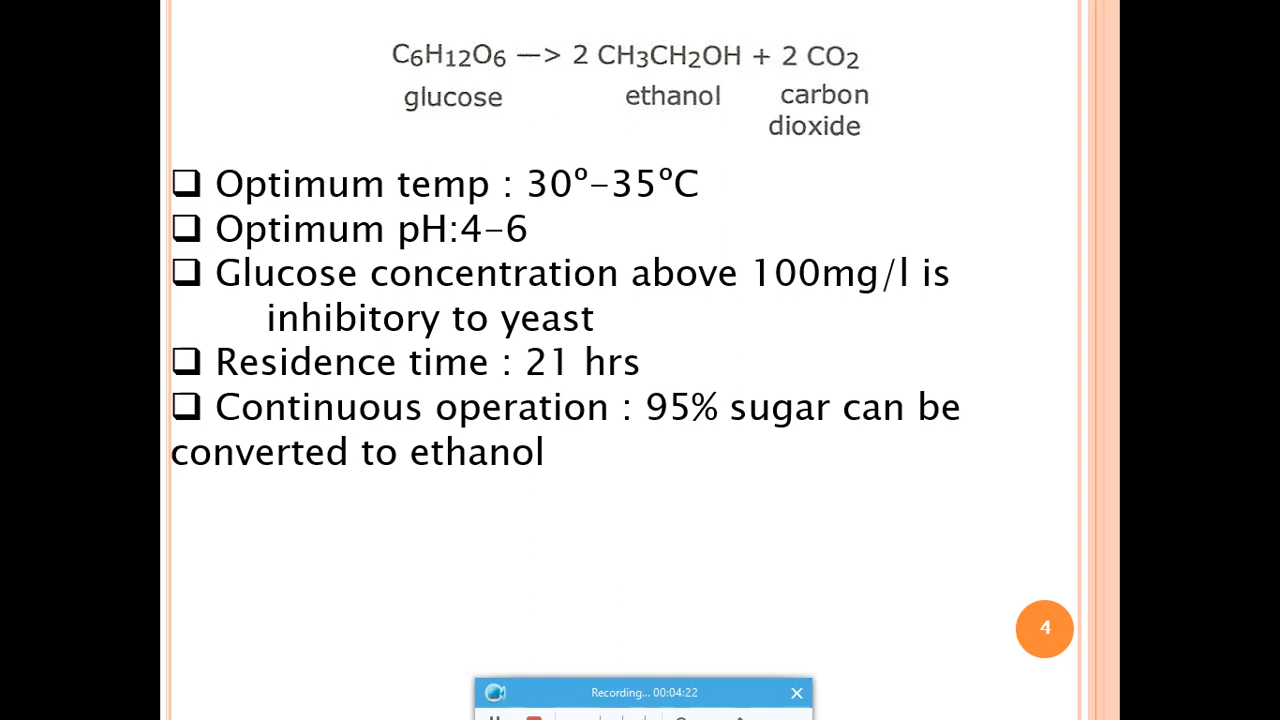 C6H12O6 —> 2 CH3CH2OH + 2 CO2
glucose ethanol carbon
dioxide
❑ Optimum temp : 30°–35°C
❑ Optimum pH:4–6
❑ Glucose concentration above 100mg/l is
inhibitory to yeast
❑ Residence time : 21 hrs
❑ Continuous operation : 95% sugar can be
converted to ethanol
4
Recording... 00:04:22